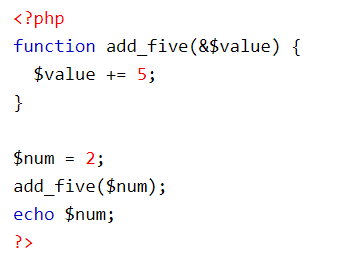 <?php
function add_five(&$value) {
  $value += 5;
}

$num = 2;
add_five($num);
echo $num;
?>